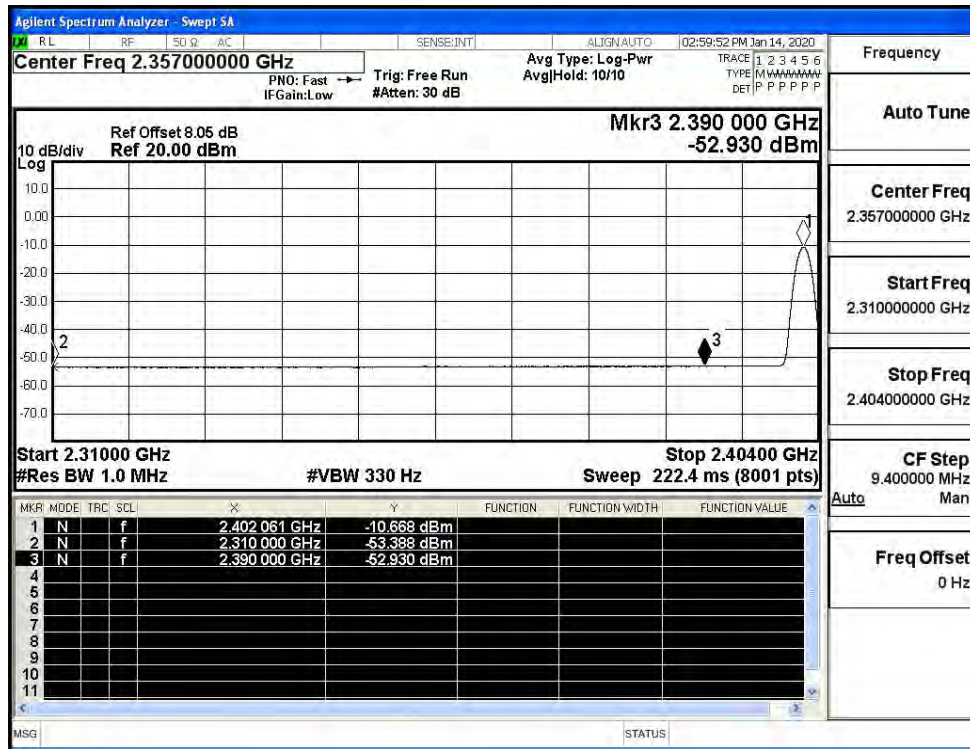 Agilent Spectrum Analyzer - Swept SA
LXI RL RF 50 Ω AC SENSE:INT ALIGNAUTO 02:59:52 PM Jan 14, 2020
Center Freq 2.357000000 GHz
PNO: Fast
IFGain:Low
Trig: Free Run
#Atten: 30 dB
Avg Type: Log-Pwr
Avg|Hold: 10/10
TRACE 1 2 3 4 5 6
TYPE M WWWWW
DET P P P P P P
Ref Offset 8.05 dB
10 dB/div Ref 20.00 dBm
Log
Mkr3 2.390 000 GHz
-52.930 dBm
10.0
0.00
-10.0
-20.0
-30.0
-40.0
-50.0
-60.0
-70.0
1
2
3
Start 2.31000 GHz Stop 2.40400 GHz
#Res BW 1.0 MHz #VBW 330 Hz Sweep 222.4 ms (8001 pts)
MKR MODE TRC SCL X Y FUNCTION FUNCTION WIDTH FUNCTION VALUE
1 N f 2.402 061 GHz -10.668 dBm
2 N f 2.310 000 GHz -53.388 dBm
3 N f 2.390 000 GHz -52.930 dBm
4
5
6
7
8
9
10
11
MSG STATUS
Frequency
Auto Tune
Center Freq
2.357000000 GHz
Start Freq
2.310000000 GHz
Stop Freq
2.404000000 GHz
CF Step
9.400000 MHz
Auto Man
Freq Offset
0 Hz